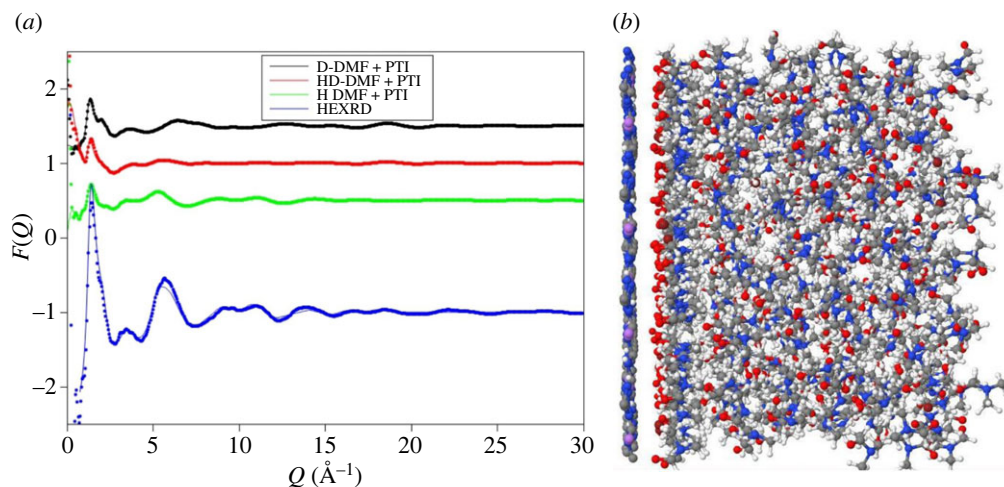 (a)
(b)
D-DMF + PTI
HD-DMF + PTI
H DMF + PTI
HEXRD
2
1
0
−1
−2
F(Q)
0 5 10 15 20 25 30
Q (Å⁻¹)